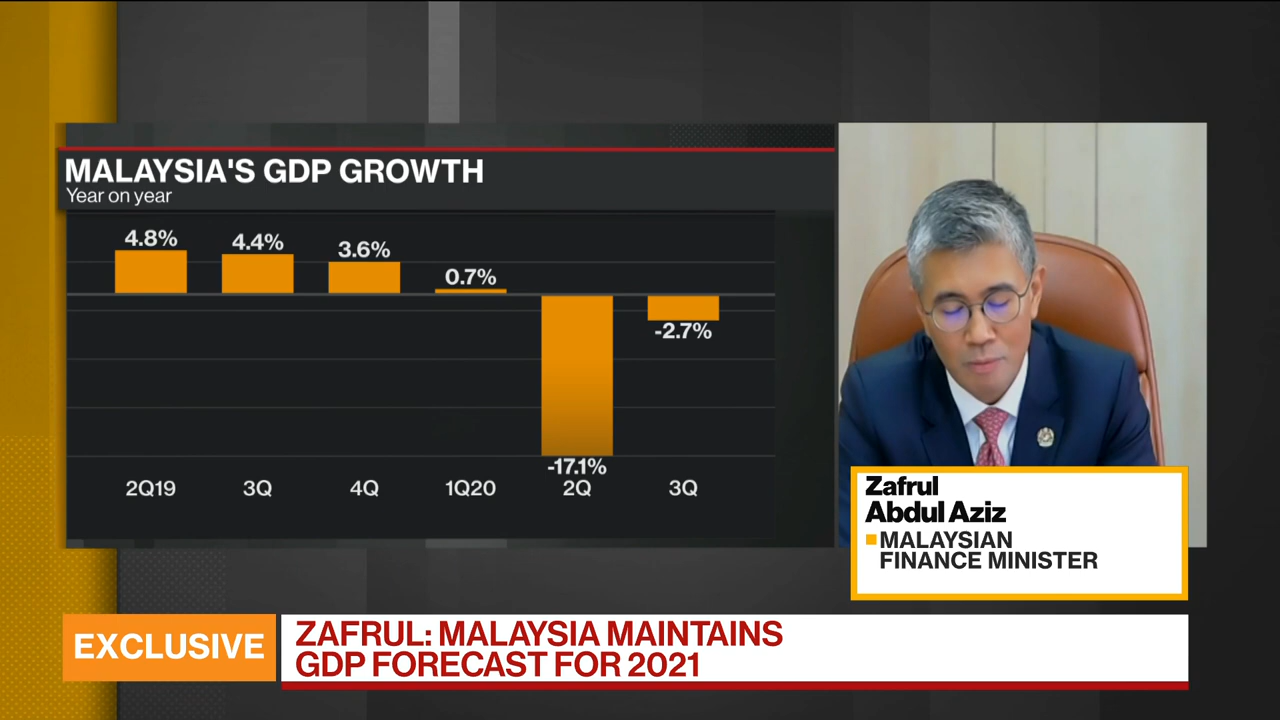 MALAYSIA'S GDP GROWTH
Year on year
4.8%
4.4%
3.6%
0.7%
-2.7%
-17.1%
2Q19
3Q
4Q
1Q20
2Q
3Q
Zafrul
Abdul Aziz
MALAYSIAN
FINANCE MINISTER
EXCLUSIVE
ZAFRUL: MALAYSIA MAINTAINS
GDP FORECAST FOR 2021